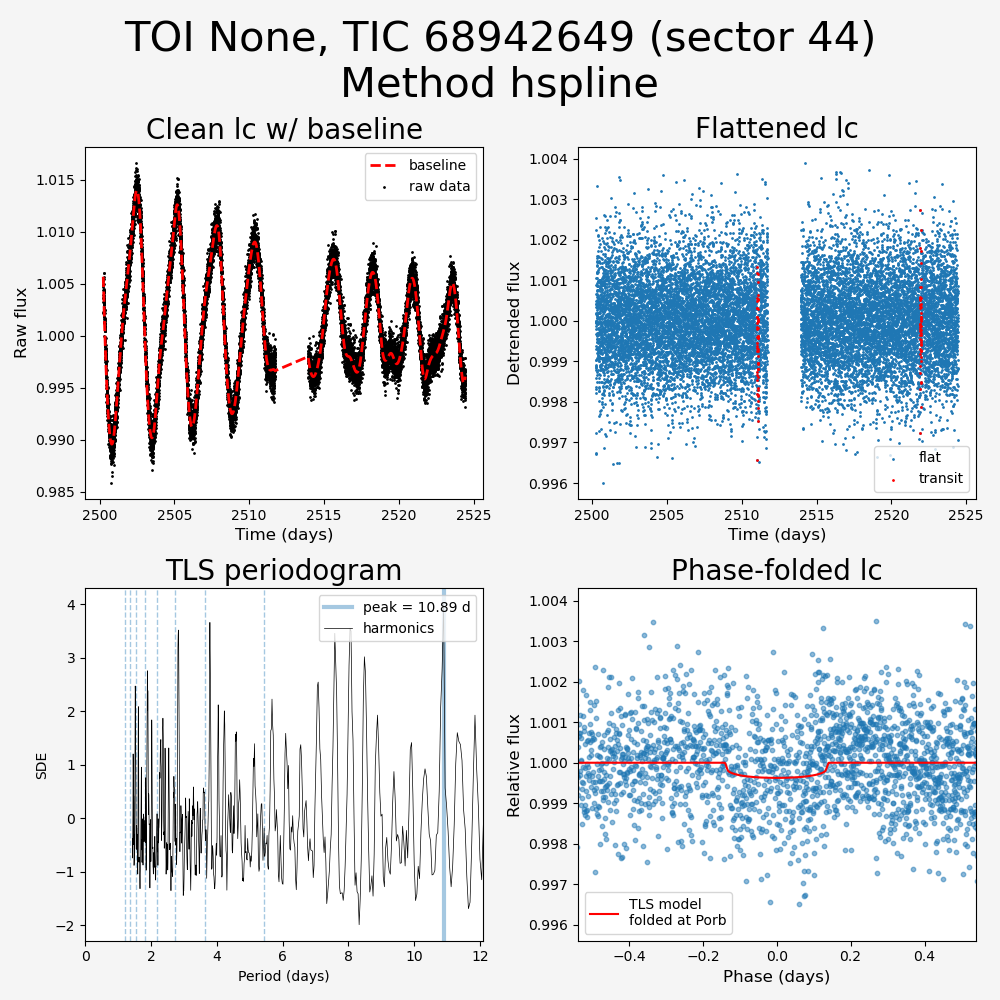 TOI None, TIC 68942649 (sector 44)
Method hspline
Clean lc w/ baseline
Raw flux
1.015
1.010
1.005
1.000
0.995
0.990
0.985
baseline
raw data
2500
2505
2510
2515
2520
2525
Time (days)
Flattened lc
Detrended flux
1.004
1.003
1.002
1.001
1.000
0.999
0.998
0.997
0.996
flat
transit
2500
2505
2510
2515
2520
2525
Time (days)
TLS periodogram
SDE
4
3
2
1
0
−1
−2
peak = 10.89 d
harmonics
0
2
4
6
8
10
12
Period (days)
Phase-folded lc
Relative flux
1.004
1.003
1.002
1.001
1.000
0.999
0.998
0.997
0.996
TLS model
folded at Porb
−0.4
−0.2
0.0
0.2
0.4
Phase (days)